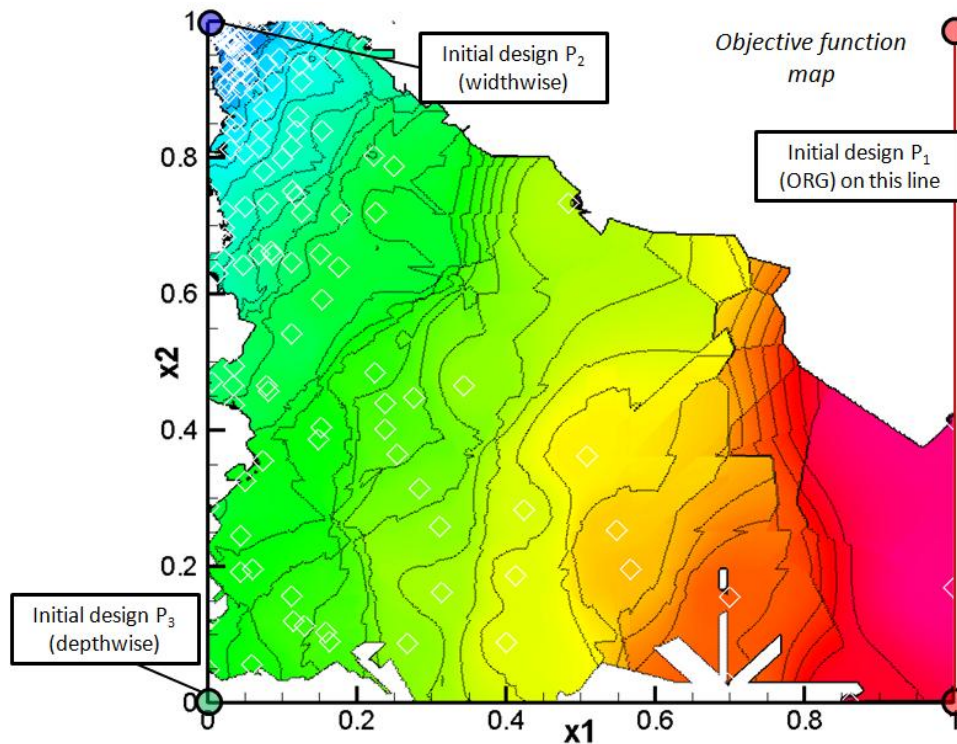 Objective function
map
Initial design P₂
(widthwise)
Initial design P₁
(ORG) on this line
Initial design P₃
(depthwise)
1
0.8
0.6
0.4
0.2
0
x2
0
0.2
0.4
0.6
0.8
1
x1